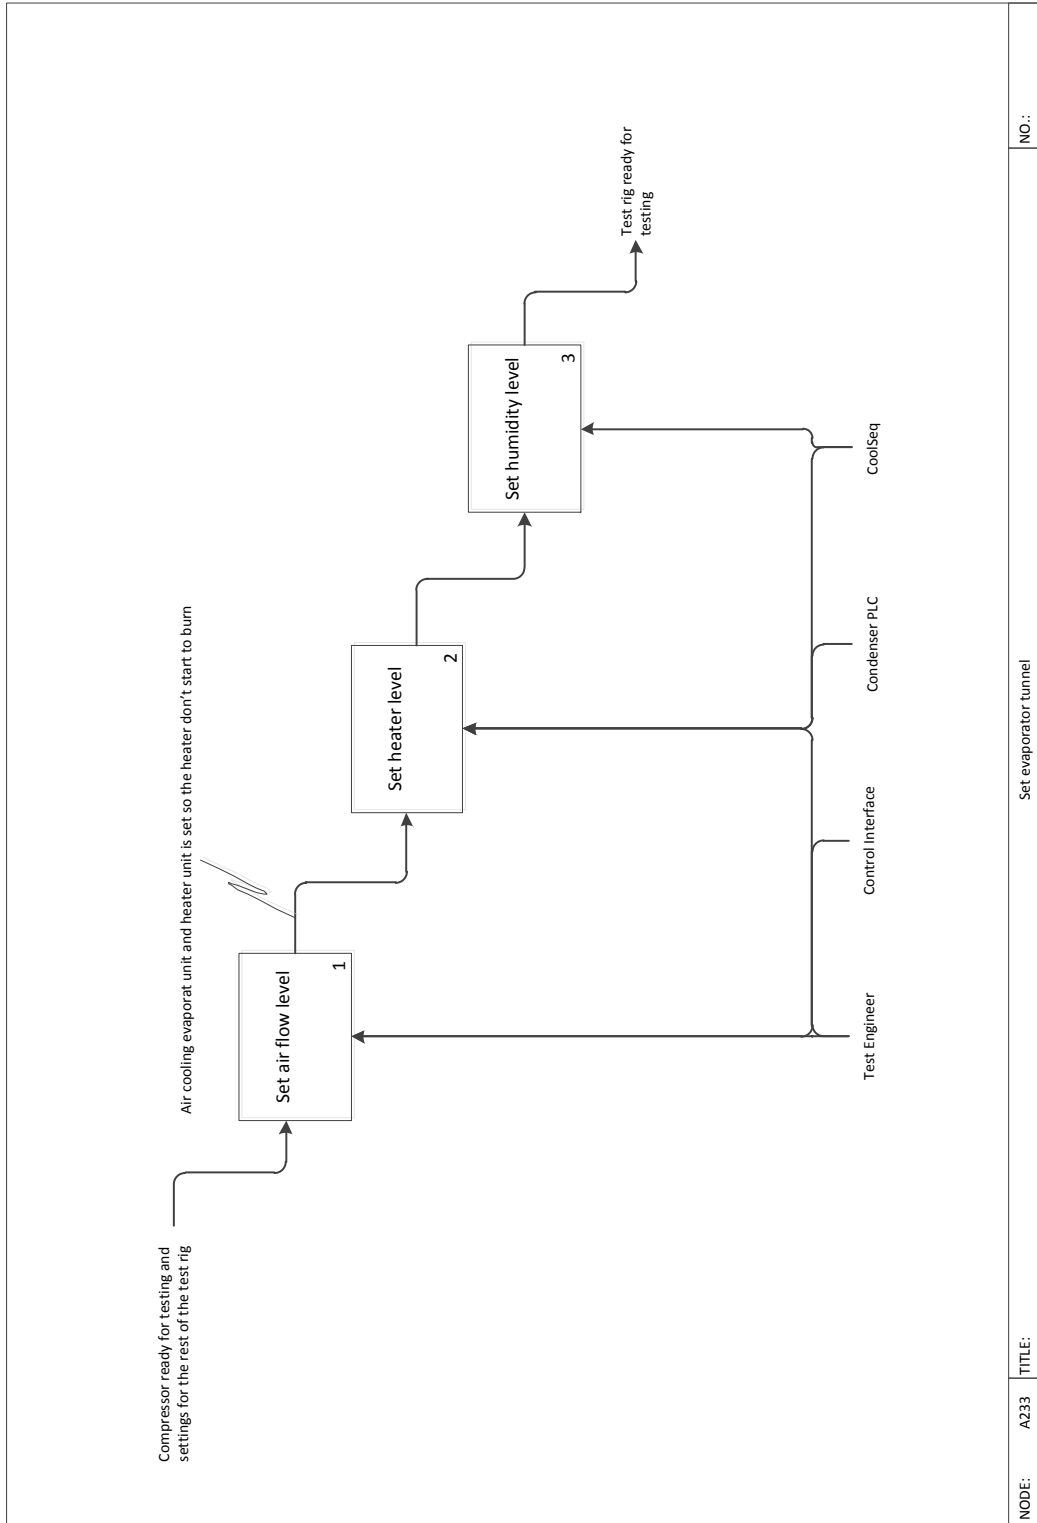 Air cooling evaporat unit and heater unit is set so the heater don't start to burn
Compressor ready for testing and
settings for the rest of the test rig
Set air flow level
1
Set heater level
2
Set humidity level
3
Test rig ready for
testing
Test Engineer
Control Interface
Condenser PLC
CoolSeq
NODE:
A233
TITLE:
Set evaporator tunnel
NO.: